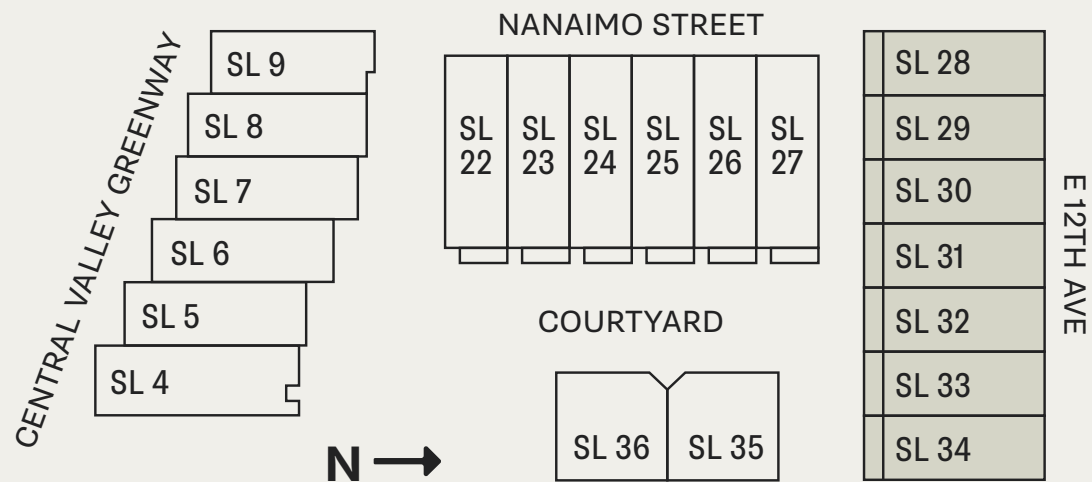 NANAIMO STREET
CENTRAL VALLEY GREENWAY
SL 9
SL 8
SL 7
SL 6
SL 5
SL 4
SL
22
SL
23
SL
24
SL
25
SL
26
SL
27
SL 28
SL 29
SL 30
SL 31
SL 32
SL 33
SL 34
E 12TH AVE
COURTYARD
SL 36
SL 35
N